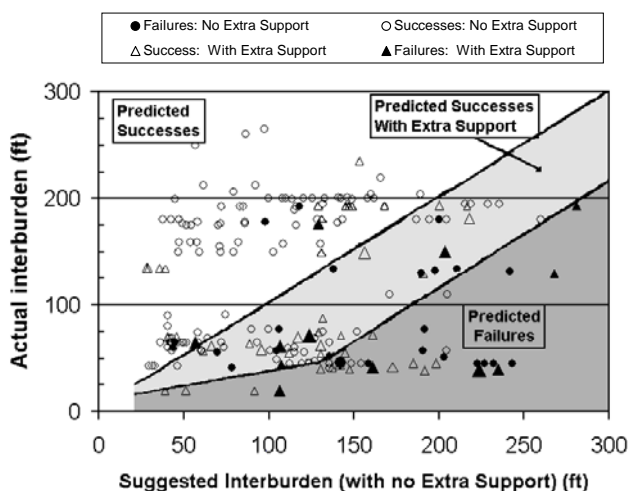 Failures: No Extra Support
Successes: No Extra Support
Success: With Extra Support
Failures: With Extra Support
300
200
100
0
Actual interburden (ft)
Predicted
Successes
Predicted Successes
With Extra Support
Predicted
Failures
0 50 100 150 200 250 300
Suggested Interburden (with no Extra Support) (ft)